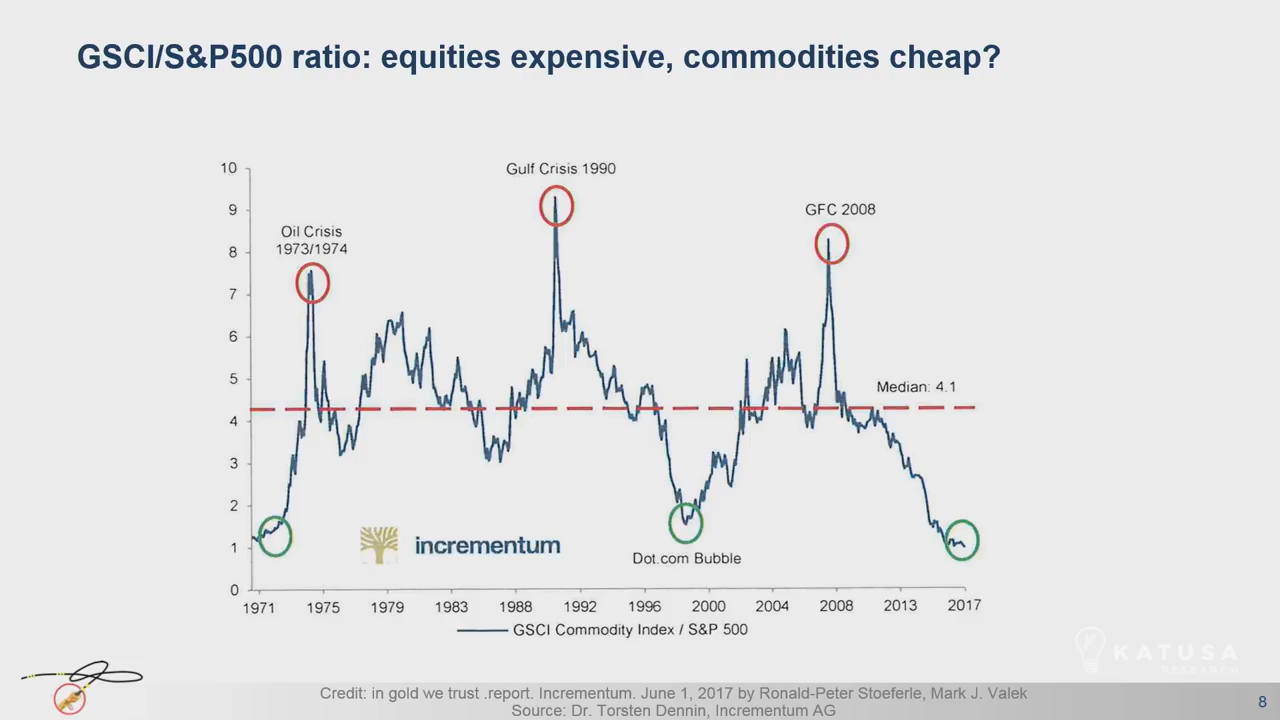 GSCI/S&P500 ratio: equities expensive, commodities cheap?
10
9
8
7
6
5
4
3
2
1
0
Oil Crisis
1973/1974
Gulf Crisis 1990
GFC 2008
Median: 4.1
Dot.com Bubble
incrementum
1971 1975 1979 1983 1988 1992 1996 2000 2004 2008 2013 2017
GSCI Commodity Index / S&P 500
KATUSA
RESEARCH
Credit: in gold we trust .report. Incrementum. June 1, 2017 by Ronald-Peter Stoeferle, Mark J. Valek
Source: Dr. Torsten Dennin, Incrementum AG
8